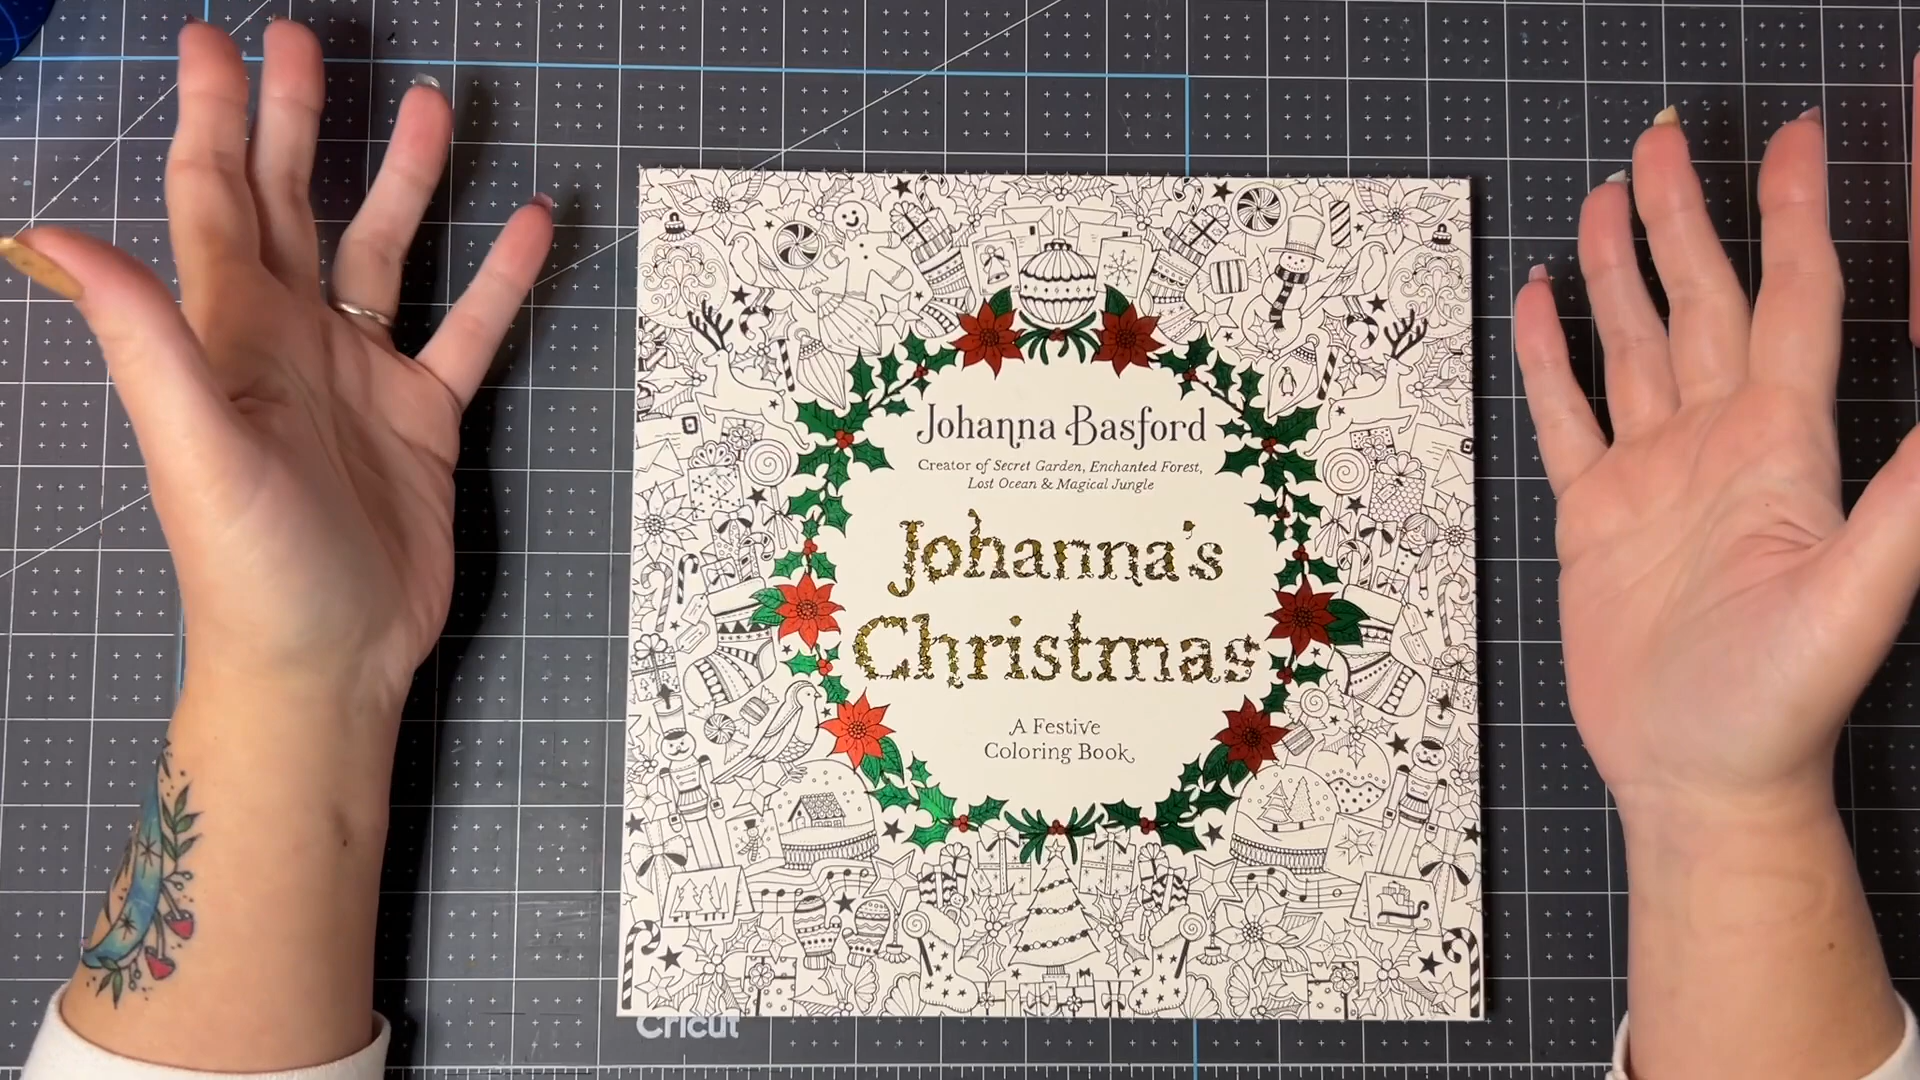 Johanna Basford
Creator of Secret Garden, Enchanted Forest,
Lost Ocean & Magical Jungle
Johanna's
Christmas
A Festive
Coloring Book
Cricut